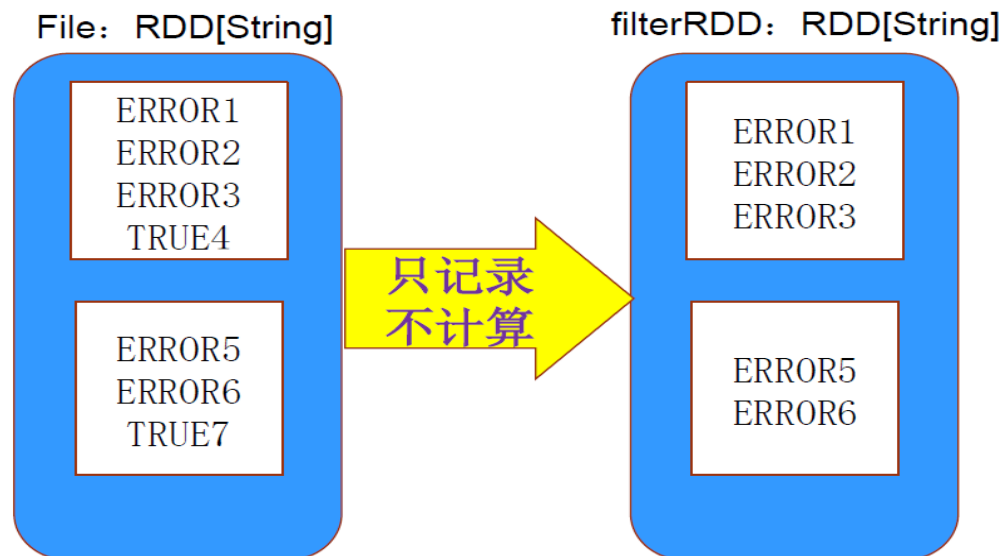 File：RDD[String]
ERROR1
ERROR2
ERROR3
TRUE4
ERROR5
ERROR6
TRUE7
只记录
不计算
filterRDD：RDD[String]
ERROR1
ERROR2
ERROR3
ERROR5
ERROR6